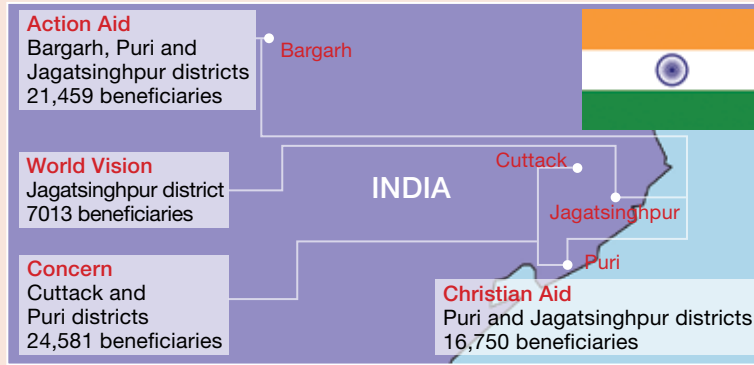 Action Aid
Bargarh, Puri and
Jagatsinghpur districts
21,459 beneficiaries
Bargarh
World Vision
Jagatsinghpur district
7013 beneficiaries
Cuttack
INDIA
Jagatsinghpur
Concern
Cuttack and
Puri districts
24,581 beneficiaries
Puri
Christian Aid
Puri and Jagatsinghpur districts
16,750 beneficiaries